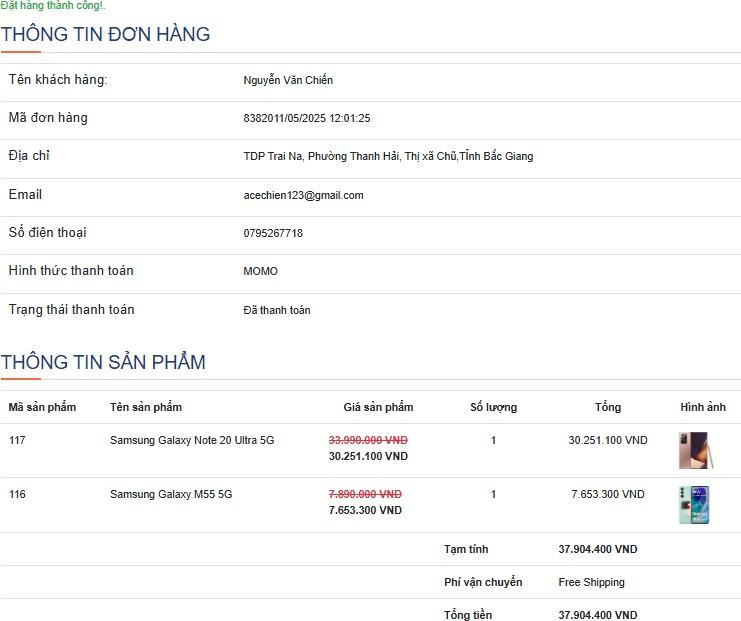 Đặt hàng thành công!.
THÔNG TIN ĐƠN HÀNG
Tên khách hàng: Nguyễn Văn Chiến
Mã đơn hàng 8382011/05/2025 12:01:25
Địa chỉ TDP Trai Na, Phường Thanh Hải, Thị xã Chũ,Tỉnh Bắc Giang
Email acechien123@gmail.com
Số điện thoại 0795267718
Hình thức thanh toán MOMO
Trạng thái thanh toán Đã thanh toán
THÔNG TIN SẢN PHẨM
Mã sản phẩm Tên sản phẩm Giá sản phẩm Số lượng Tổng Hình ảnh
117 Samsung Galaxy Note 20 Ultra 5G 33.990.000 VND 1 30.251.100 VND
30.251.100 VND
116 Samsung Galaxy M55 5G 7.890.000 VND 1 7.653.300 VND
7.653.300 VND
Tạm tính 37.904.400 VND
Phí vận chuyển Free Shipping
Tổng tiền 37.904.400 VND